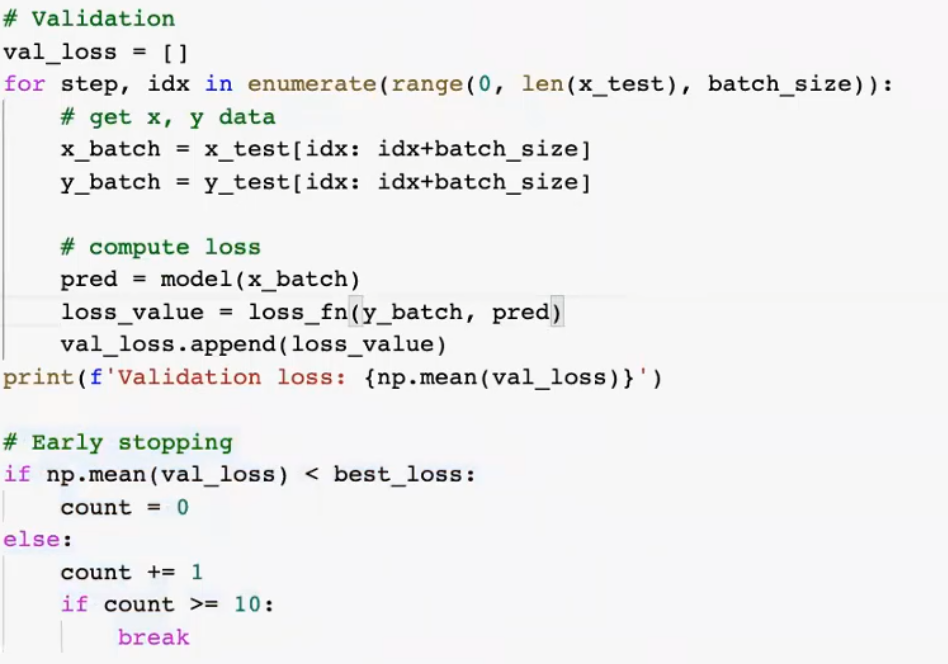 # Validation
val_loss = []
for step, idx in enumerate(range(0, len(x_test), batch_size)):
    # get x, y data
    x_batch = x_test[idx: idx+batch_size]
    y_batch = y_test[idx: idx+batch_size]

    # compute loss
    pred = model(x_batch)
    loss_value = loss_fn(y_batch, pred)
    val_loss.append(loss_value)
print(f'Validation loss: {np.mean(val_loss)}')

# Early stopping
if np.mean(val_loss) < best_loss:
    count = 0
else:
    count += 1
    if count >= 10:
        break